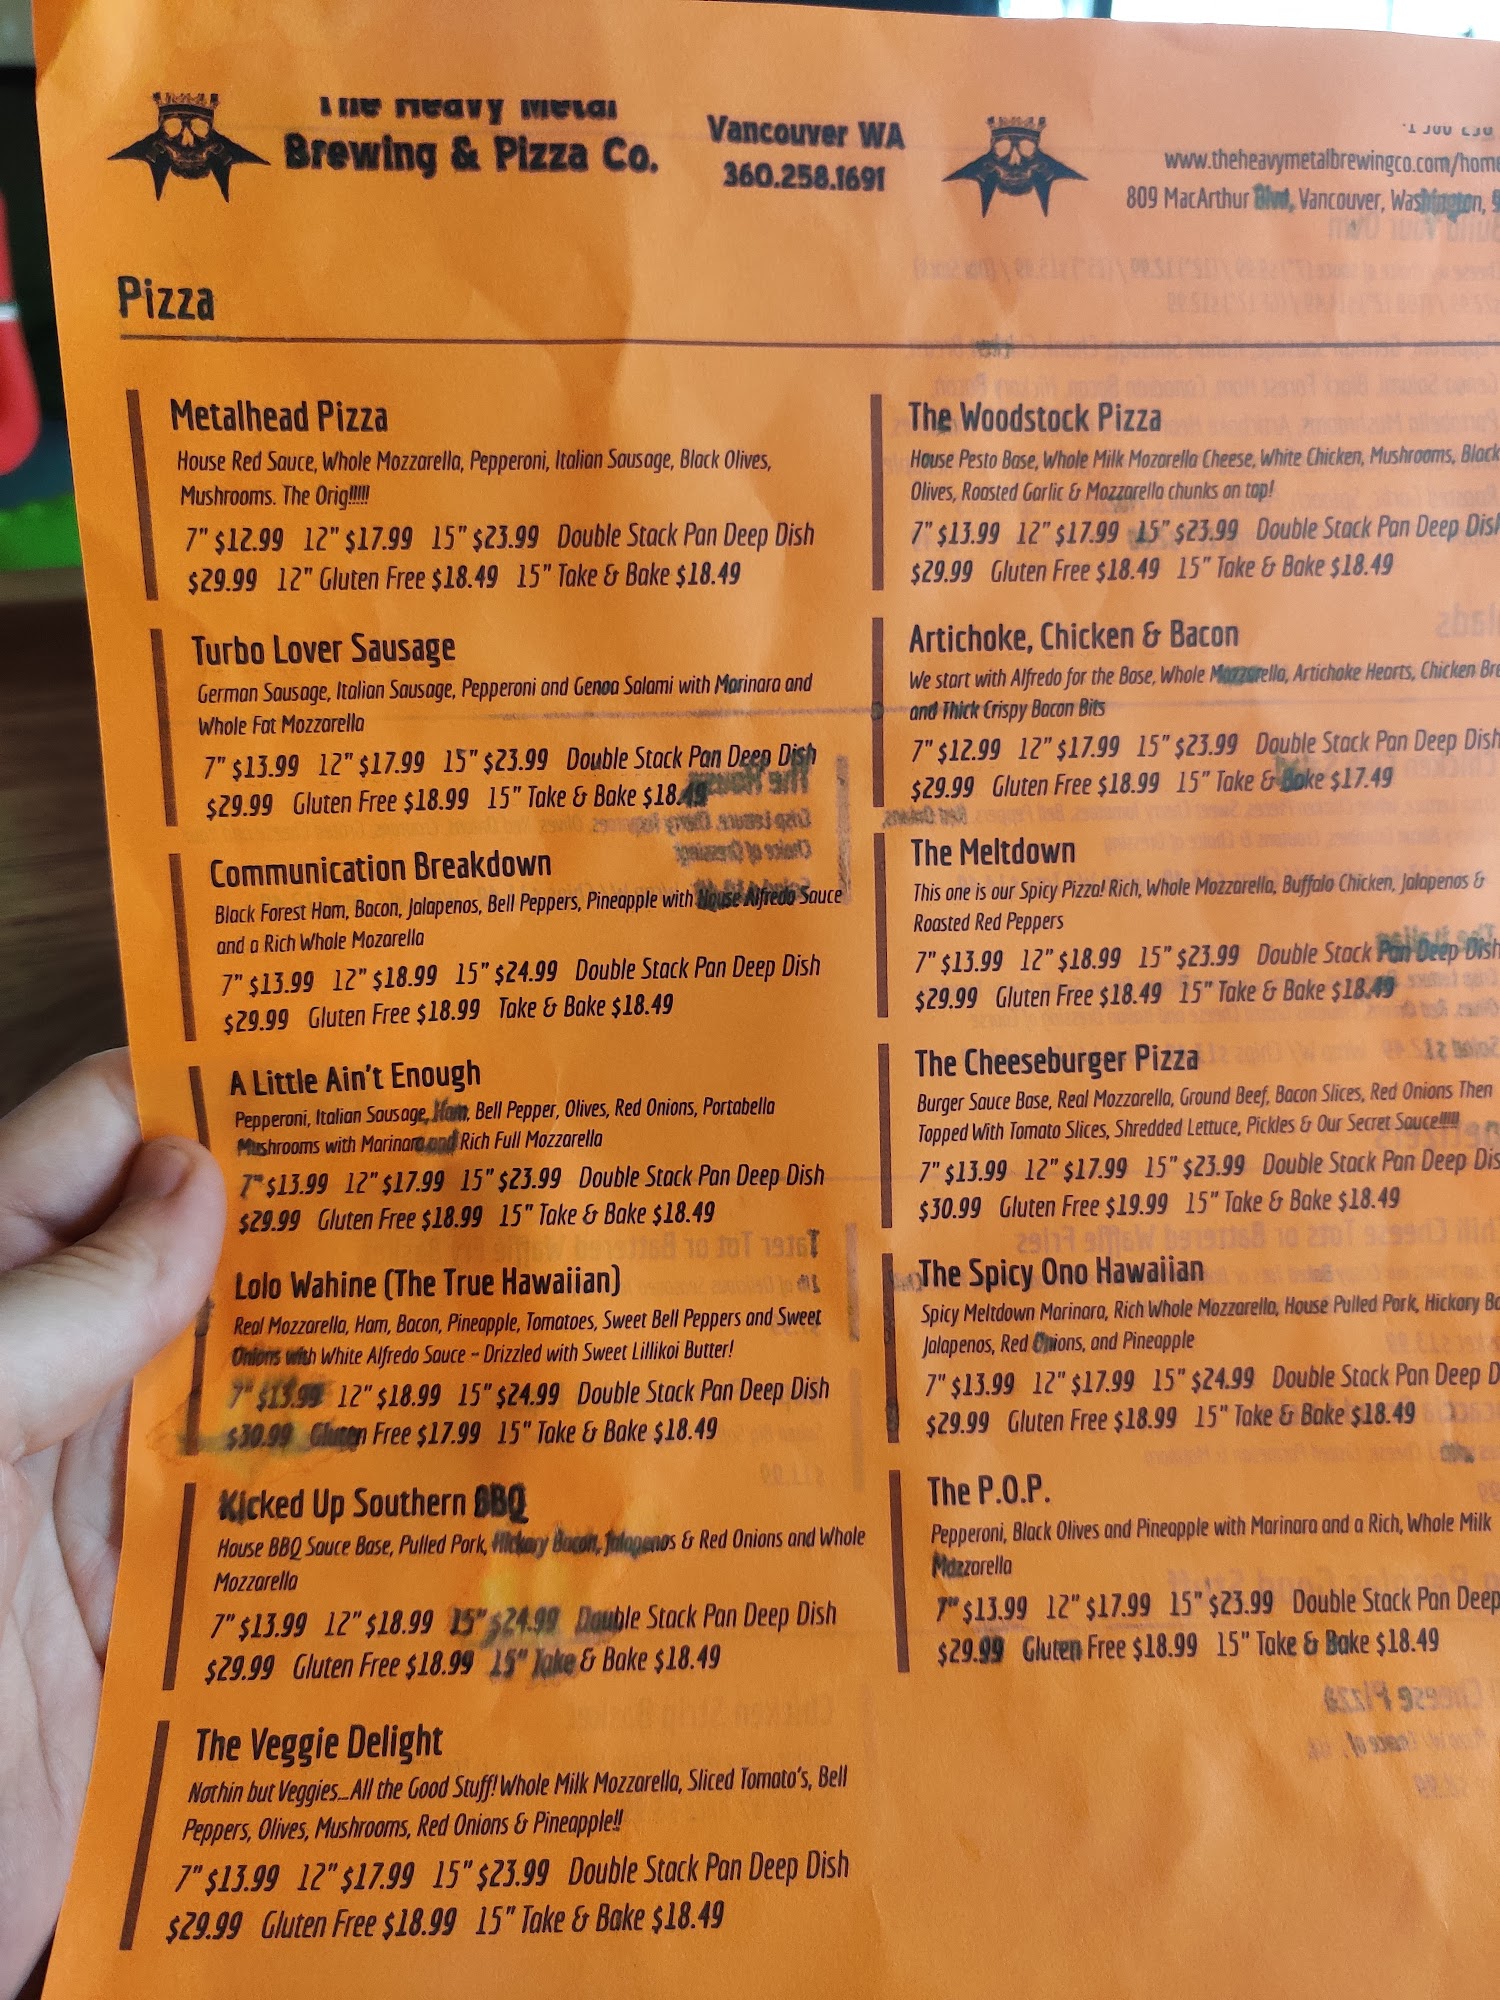 The Heavy Metal
Brewing & Pizza Co.
Vancouver WA
360.258.1691
www.theheavymetalbrewingco.com/home
809 MacArthur Blvd, Vancouver, Washington,
Pizza
Metalhead Pizza
House Red Sauce, Whole Mozzarella, Pepperoni, Italian Sausage, Black Olives,
Mushrooms. The Orig!!!!!
7" $12.99 12" $17.99 15" $23.99 Double Stack Pan Deep Dish
$29.99 12" Gluten Free $18.49 15" Take & Bake $18.49
Turbo Lover Sausage
German Sausage, Italian Sausage, Pepperoni and Genoa Salami with Marinara and
Whole Fat Mozzarella
7" $13.99 12" $17.99 15" $23.99 Double Stack Pan Deep Dish
$29.99 Gluten Free $18.99 15" Take & Bake $18.49
Communication Breakdown
Black Forest Ham, Bacon, Jalapenos, Bell Peppers, Pineapple with House Alfredo Sauce
and a Rich Whole Mozarella
7" $13.99 12" $18.99 15" $24.99 Double Stack Pan Deep Dish
$29.99 Gluten Free $18.99 Take & Bake $18.49
A Little Ain't Enough
Pepperoni, Italian Sausage, Ham, Bell Pepper, Olives, Red Onions, Portabella
Mushrooms with Marinara and Rich Full Mozzarella
7" $13.99 12" $17.99 15" $23.99 Double Stack Pan Deep Dish
$29.99 Gluten Free $18.99 15" Take & Bake $18.49
Lolo Wahine (The True Hawaiian)
Real Mozzarella, Ham, Bacon, Pineapple, Tomatoes, Sweet Bell Peppers and Sweet
Onions with White Alfredo Sauce - Drizzled with Sweet Lillikoi Butter!
7" $13.99 12" $18.99 15" $24.99 Double Stack Pan Deep Dish
$30.99 Gluten Free $17.99 15" Take & Bake $18.49
Kicked Up Southern BBQ
House BBQ Sauce Base, Pulled Pork, Hickory Bacon, Jalapenos & Red Onions and Whole
Mozzarella
7" $13.99 12" $18.99 15" $24.99 Double Stack Pan Deep Dish
$29.99 Gluten Free $18.99 15" Take & Bake $18.49
The Veggie Delight
Nothin but Veggies...All the Good Stuff! Whole Milk Mozzarella, Sliced Tomato's, Bell
Peppers, Olives, Mushrooms, Red Onions & Pineapple!!
7" $13.99 12" $17.99 15" $23.99 Double Stack Pan Deep Dish
$29.99 Gluten Free $18.99 15" Take & Bake $18.49
The Woodstock Pizza
House Pesto Base, Whole Milk Mozarella Cheese, White Chicken, Mushrooms, Black
Olives, Roasted Garlic & Mozzarella chunks on top!
7" $13.99 12" $17.99 15" $23.99 Double Stack Pan Deep Dish
$29.99 Gluten Free $18.49 15" Take & Bake $18.49
Artichoke, Chicken & Bacon
We start with Alfredo for the Base, Whole Mozzarella, Artichoke Hearts, Chicken Bre
and Thick Crispy Bacon Bits
7" $12.99 12" $17.99 15" $23.99 Double Stack Pan Deep Dish
$29.99 Gluten Free $18.99 15" Take & Bake $17.49
The Meltdown
This one is our Spicy Pizza! Rich, Whole Mozzarella, Buffalo Chicken, Jalapenos &
Roasted Red Peppers
7" $13.99 12" $18.99 15" $23.99 Double Stack Pan Deep Dish
$29.99 Gluten Free $18.49 15" Take & Bake $18.49
The Cheeseburger Pizza
Burger Sauce Base, Real Mozzarella, Ground Beef, Bacon Slices, Red Onions Then
Topped With Tomato Slices, Shredded Lettuce, Pickles & Our Secret Sauce!!!!!
7" $13.99 12" $17.99 15" $23.99 Double Stack Pan Deep Dis
$30.99 Gluten Free $19.99 15" Take & Bake $18.49
The Spicy Ono Hawaiian
Spicy Meltdown Marinara, Rich Whole Mozzarella, House Pulled Pork, Hickory Ba
Jalapenos, Red Onions, and Pineapple
7" $13.99 12" $17.99 15" $24.99 Double Stack Pan Deep D
$29.99 Gluten Free $18.99 15" Take & Bake $18.49
The P.O.P.
Pepperoni, Black Olives and Pineapple with Marinara and a Rich, Whole Milk
Mozzarella
7" $13.99 12" $17.99 15" $23.99 Double Stack Pan Deep
$29.99 Gluten Free $18.99 15" Take & Bake $18.49